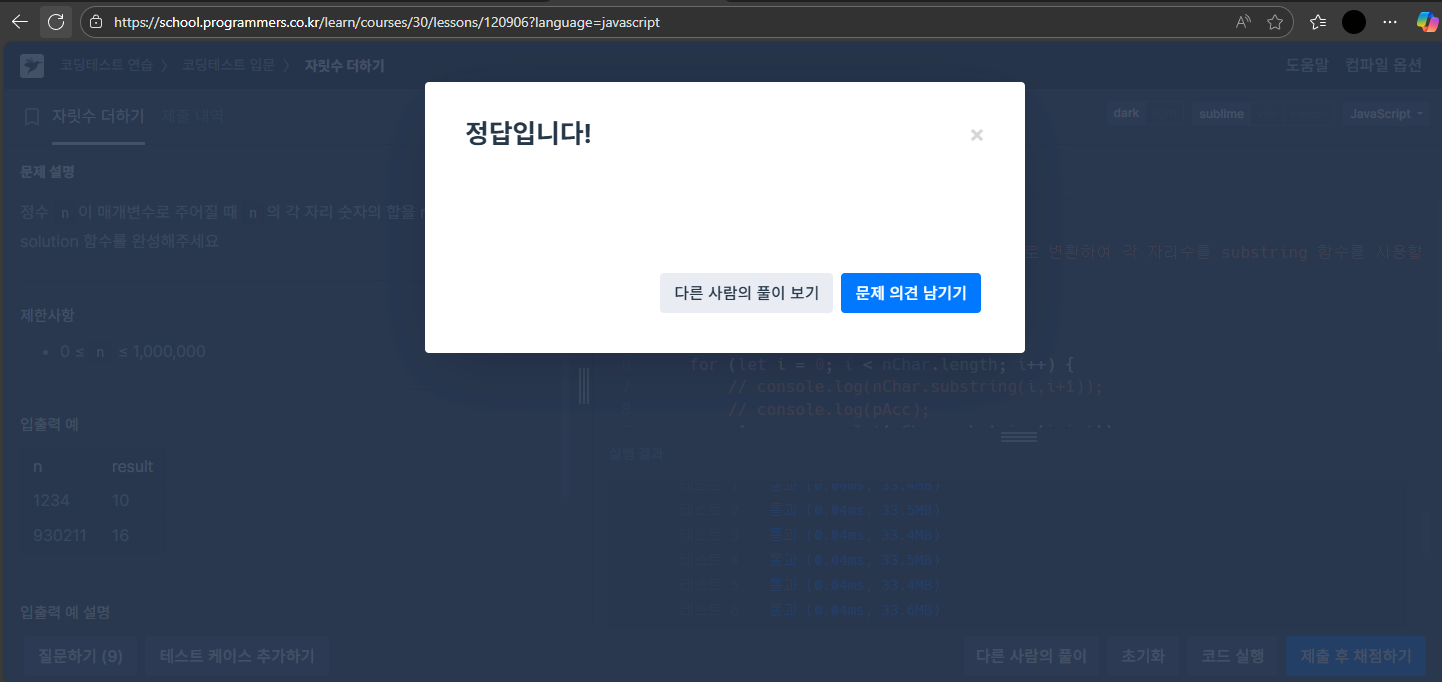 https://school.programmers.co.kr/learn/courses/30/lessons/120906?language=javascript
코딩테스트 연습 > 코딩테스트 입문 > 자릿수 더하기
도움말 컴파일 옵션
자릿수 더하기 제출 내역
dark sublime JavaScript
정답입니다!
×
다른 사람의 풀이 보기 문제 의견 남기기
문제 설명
정수 n 이 매개변수로 주어질 때 n 의 각 자리 숫자의 합을
solution 함수를 완성해주세요
변환하여 각 자리수를 substring 함수를 사용할
제한사항
• 0 ≤ n ≤ 1,000,000
for (let i = 0; i < nChar.length; i++) {
// console.log(nChar.substring(i,i+1));
// console.log(pAcc);
입출력 예
n result
1234 10
930211 16
실행 결과
테스트 1 통과 (0.04ms, 33.4MB)
테스트 2 통과 (0.04ms, 33.5MB)
테스트 3 통과 (0.04ms, 33.4MB)
테스트 4 통과 (0.04ms, 33.5MB)
테스트 5 통과 (0.04ms, 33.4MB)
테스트 6 통과 (0.04ms, 33.6MB)
입출력 예 설명
질문하기 (9) 테스트 케이스 추가하기 다른 사람의 풀이 초기화 코드 실행 제출 후 채점하기